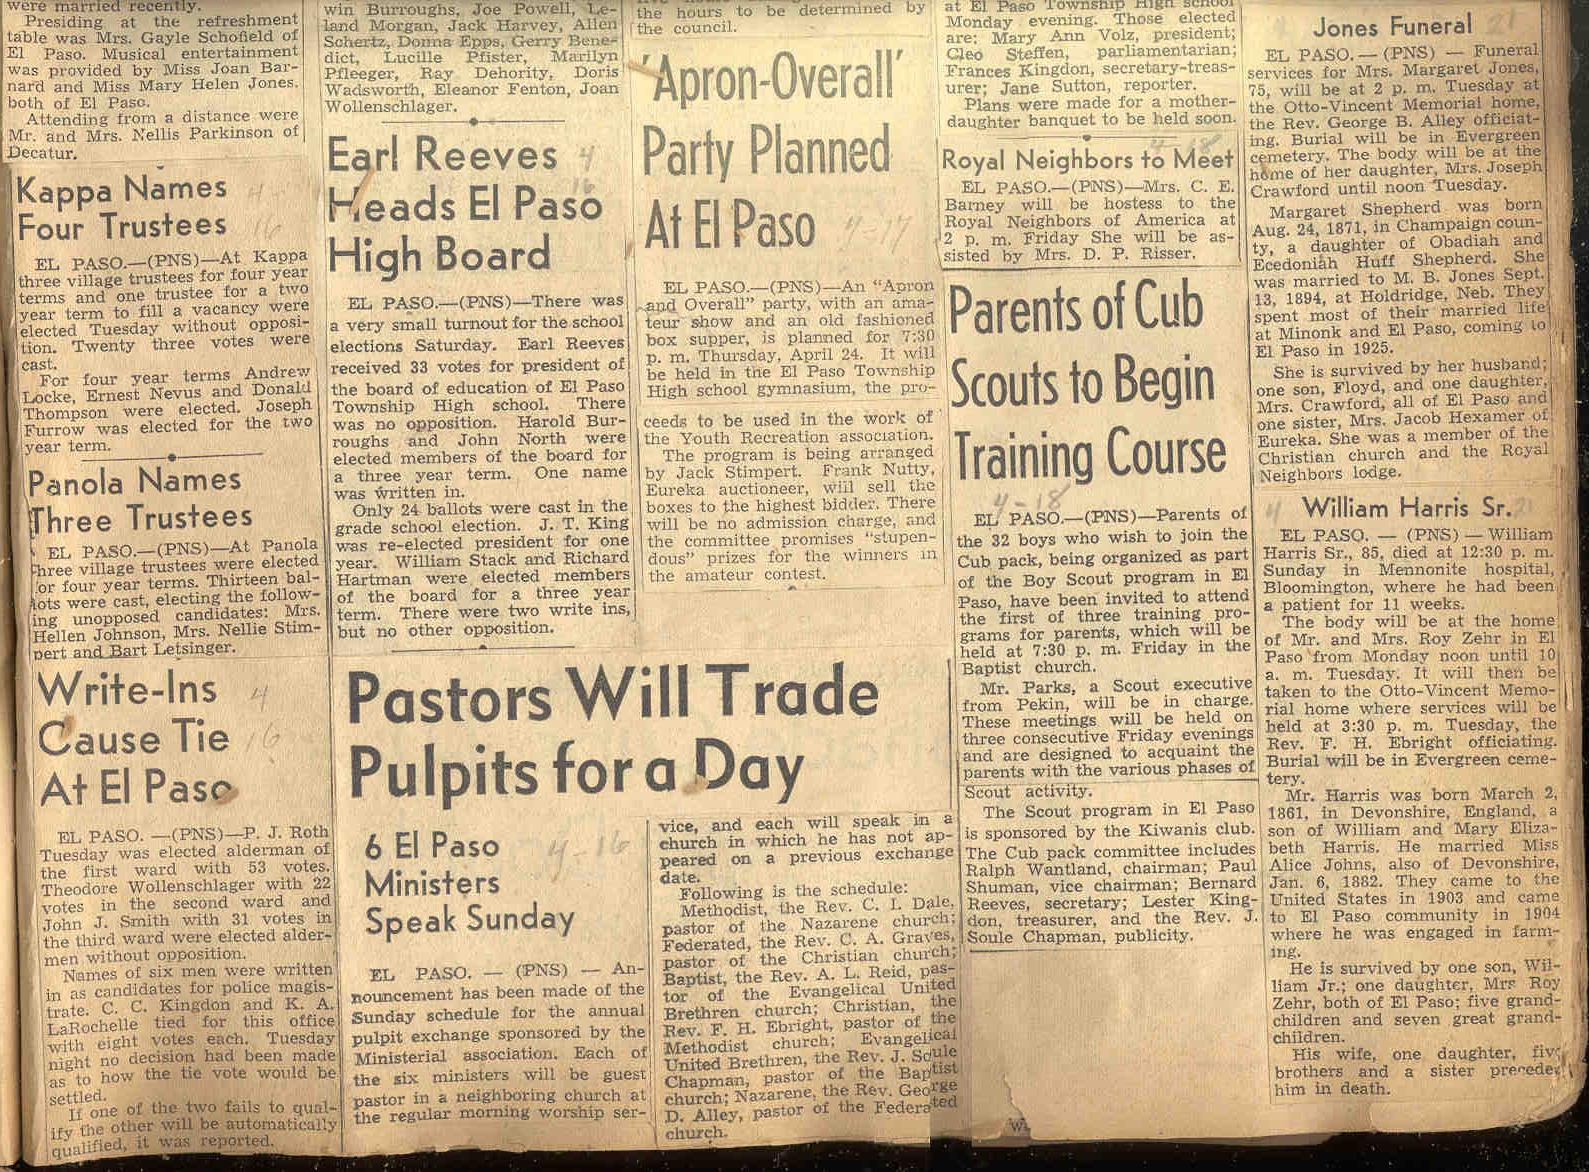 were married recently.
Presiding at the refreshment
table was Mrs. Gayle Schofield of
El Paso. Musical entertainment
was provided by Miss Joan Bar-
nard and Miss Mary Helen Jones.
both of El Paso.
Attending from a distance were
Mr. and Mrs. Nellis Parkinson of
Decatur.
Kappa Names
Four Trustees
4
16
EL PASO.—(PNS)—At Kappa
three village trustees for four year
terms and one trustee for a two
year term to fill a vacancy were
elected Tuesday without opposi-
tion. Twenty three votes were
cast.
For four year terms Andrew
Locke, Ernest Nevus and Donald
Thompson were elected. Joseph
Furrow was elected for the two
year term.
Panola Names
Three Trustees
EL PASO.—(PNS)—At Panola
three village trustees were elected
for four year terms. Thirteen bal-
lots were cast, electing the follow-
ing unopposed candidates: Mrs.
Hellen Johnson, Mrs. Nellie Stim-
pert and Bart Letsinger.
Write-Ins
Cause Tie
At El Paso
4
16
EL PASO. —(PNS)—P. J. Roth
Tuesday was elected alderman of
the first ward with 53 votes.
Theodore Wollenschlager with 22
votes in the second ward and
John J. Smith with 31 votes in
the third ward were elected alder-
men without opposition.
Names of six men were written
in as candidates for police magis-
trate. C. C. Kingdon and K. A.
LaRochelle tied for this office
with eight votes each. Tuesday
night no decision had been made
as to how the tie vote would be
settled.
If one of the two fails to qual-
ify the other will be automatically
qualified, it was reported.
win Burroughs, Joe Powell, Le-
land Morgan, Jack Harvey, Allen
Schertz, Donna Epps, Gerry Bene-
dict, Lucille Pfister, Marilyn
Pfleeger, Ray Dehority, Doris
Wadsworth, Eleanor Fenton, Joan
Wollenschlager.
Earl Reeves
Heads El Paso
High Board
4
16
EL PASO.—(PNS)—There was
a very small turnout for the school
elections Saturday. Earl Reeves
received 33 votes for president of
the board of education of El Paso
Township High school. There
was no opposition. Harold Bur-
roughs and John North were
elected members of the board for
a three year term. One name
was written in.
Only 24 ballots were cast in the
grade school election. J. T. King
was re-elected president for one
year. William Stack and Richard
Hartman were elected members
of the board for a three year
term. There were two write ins,
but no other opposition.
the hours to be determined by
the council.
'Apron-Overall'
Party Planned
At El Paso
4-17
EL PASO.—(PNS)—An "Apron
and Overall" party, with an ama-
teur show and an old fashioned
box supper, is planned for 7:30
p. m. Thursday, April 24. It will
be held in the El Paso Township
High school gymnasium, the pro-
ceeds to be used in the work of
the Youth Recreation association.
The program is being arranged
by Jack Stimpert. Frank Nutty,
Eureka auctioneer, will sell the
boxes to the highest bidder. There
will be no admission charge, and
the committee promises "stupen-
dous" prizes for the winners in
the amateur contest.
Pastors Will Trade
Pulpits for a Day
6 El Paso
Ministers
Speak Sunday
4-16
EL PASO. — (PNS) — An-
nouncement has been made of the
Sunday schedule for the annual
pulpit exchange sponsored by the
Ministerial association. Each of
the six ministers will be guest
pastor in a neighboring church at
the regular morning worship ser-
vice, and each will speak in a
church in which he has not ap-
peared on a previous exchange
date.
Following is the schedule:
Methodist, the Rev. C. I. Dale,
pastor of the Nazarene church;
Federated, the Rev. C. A. Graves,
pastor of the Christian church;
Baptist, the Rev. A. L. Reid, pas-
tor of the Evangelical United
Brethren church; Christian, the
Rev. F. H. Ebright, pastor of the
Methodist church; Evangelical
United Brethren, the Rev. J. Soule
Chapman, pastor of the Baptist
church; Nazarene, the Rev. George
D. Alley, pastor of the Federated
church.
at El Paso Township High school
Monday evening. Those elected
are: Mary Ann Volz, president;
Cleo Steffen, parliamentarian;
Frances Kingdon, secretary-treas-
urer; Jane Sutton, reporter.
Plans were made for a mother-
daughter banquet to be held soon.
4-18
Royal Neighbors to Meet
EL PASO.—(PNS)—Mrs. C. E.
Barney will be hostess to the
Royal Neighbors of America at
2 p. m. Friday She will be as-
sisted by Mrs. D. P. Risser.
Parents of Cub
Scouts to Begin
Training Course
4-18
EL PASO.—(PNS)—Parents of
the 32 boys who wish to join the
Cub pack, being organized as part
of the Boy Scout program in El
Paso, have been invited to attend
the first of three training pro-
grams for parents, which will be
held at 7:30 p. m. Friday in the
Baptist church.
Mr. Parks, a Scout executive
from Pekin, will be in charge.
These meetings will be held on
three consecutive Friday evenings
and are designed to acquaint the
parents with the various phases of
Scout activity.
The Scout program in El Paso
is sponsored by the Kiwanis club.
The Cub pack committee includes
Ralph Wantland, chairman; Paul
Shuman, vice chairman; Bernard
Reeves, secretary; Lester King-
don, treasurer, and the Rev. J.
Soule Chapman, publicity.
Jones Funeral
21
EL PASO.—(PNS) — Funeral
services for Mrs. Margaret Jones,
75, will be at 2 p. m. Tuesday at
the Otto-Vincent Memorial home,
the Rev. George B. Alley officiat-
ing. Burial will be in Evergreen
cemetery. The body will be at the
home of her daughter, Mrs. Joseph
Crawford until noon Tuesday.
Margaret Shepherd was born
Aug. 24, 1871, in Champaign coun-
ty, a daughter of Obadiah and
Ecedoniah Huff Shepherd. She
was married to M. B. Jones Sept.
13, 1894, at Holdridge, Neb. They
spent most of their married life
at Minonk and El Paso, coming to
El Paso in 1925.
She is survived by her husband;
one son, Floyd, and one daughter,
Mrs. Crawford, all of El Paso and
one sister, Mrs. Jacob Hexamer of
Eureka. She was a member of the
Christian church and the Royal
Neighbors lodge.
4 William Harris Sr. 21
EL PASO. — (PNS) — William
Harris Sr., 85, died at 12:30 p. m.
Sunday in Mennonite hospital,
Bloomington, where he had been
a patient for 11 weeks.
The body will be at the home
of Mr. and Mrs. Roy Zehr in El
Paso from Monday noon until 10
a. m. Tuesday. It will then be
taken to the Otto-Vincent Memo-
rial home where services will be
held at 3:30 p. m. Tuesday, the
Rev. F. H. Ebright officiating.
Burial will be in Evergreen ceme-
tery.
Mr. Harris was born March 2,
1861, in Devonshire, England, a
son of William and Mary Eliza-
beth Harris. He married Miss
Alice Johns, also of Devonshire,
Jan. 6, 1882. They came to the
United States in 1903 and came
to El Paso community in 1904
where he was engaged in farm-
ing.
He is survived by one son, Wil-
liam Jr.; one daughter, Mrs Roy
Zehr, both of El Paso; five grand-
children and seven great grand-
children.
His wife, one daughter, five
brothers and a sister preceded
him in death.